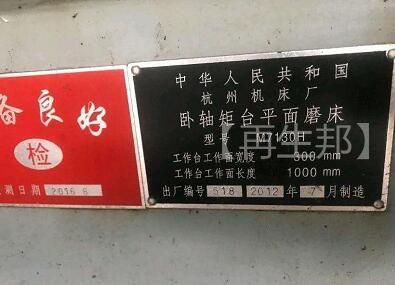 备良好
检
测日期 2016 6
中华人民共和国
杭州机床厂
卧轴矩台平面磨床
型号 M7130H
工作台工作面宽度 300 mm
工作台工作面长度 1000 mm
出厂编号 518 2012 年 7 月制造
【再生邦】